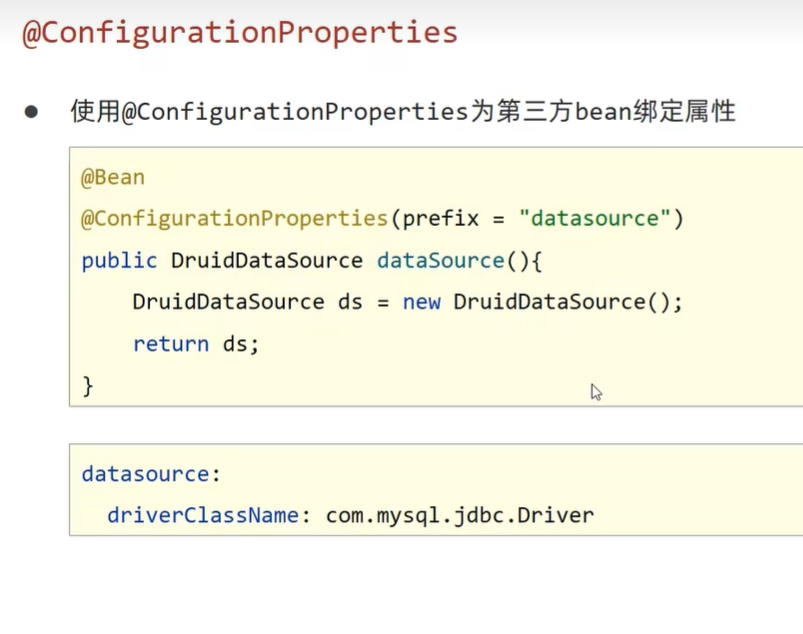 @ConfigurationProperties
● 使用@ConfigurationProperties为第三方bean绑定属性
@Bean
@ConfigurationProperties(prefix = "datasource")
public DruidDataSource dataSource(){
    DruidDataSource ds = new DruidDataSource();
    return ds;
}
datasource:
  driverClassName: com.mysql.jdbc.Driver